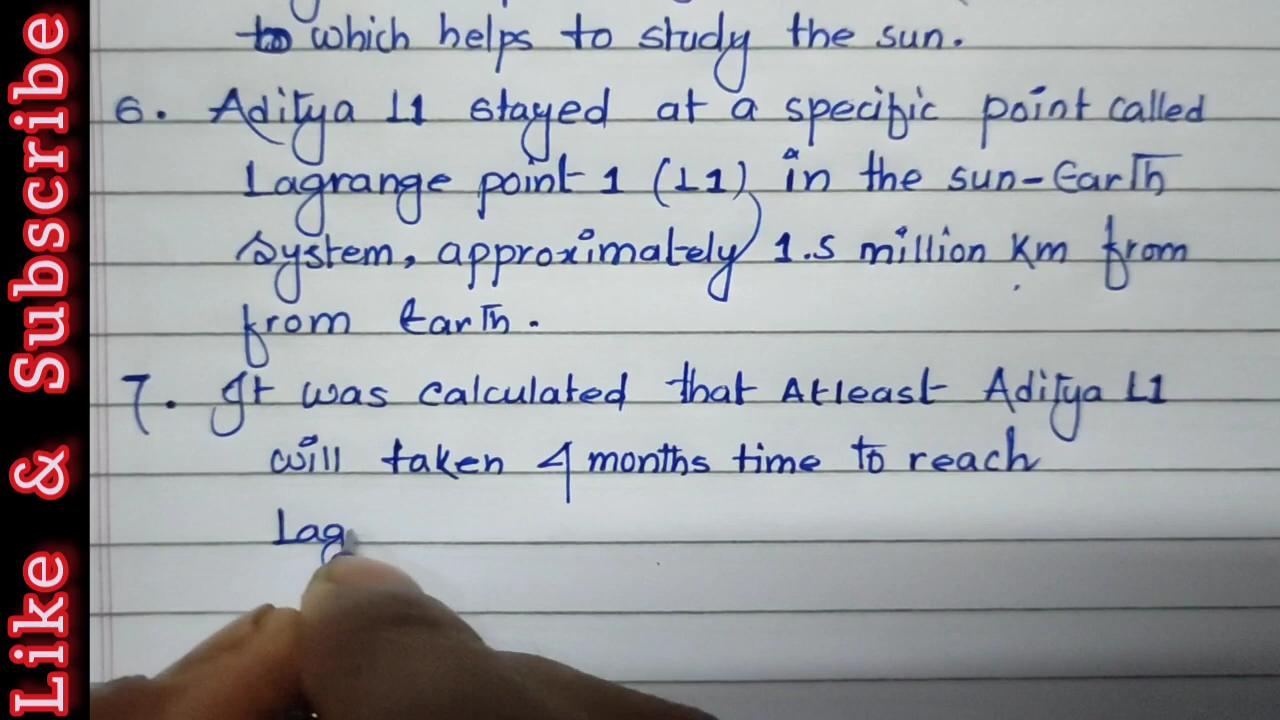 Like & Subscribe
to which helps to study the sun.
6. Aditya L1 stayed at a specific point called
Lagrange point 1 (L1) in the sun-Earth
system, approximately 1.5 million Km from
from Earth.
7. It was calculated that Atleast Aditya L1
will taken 4 months time to reach
Lag